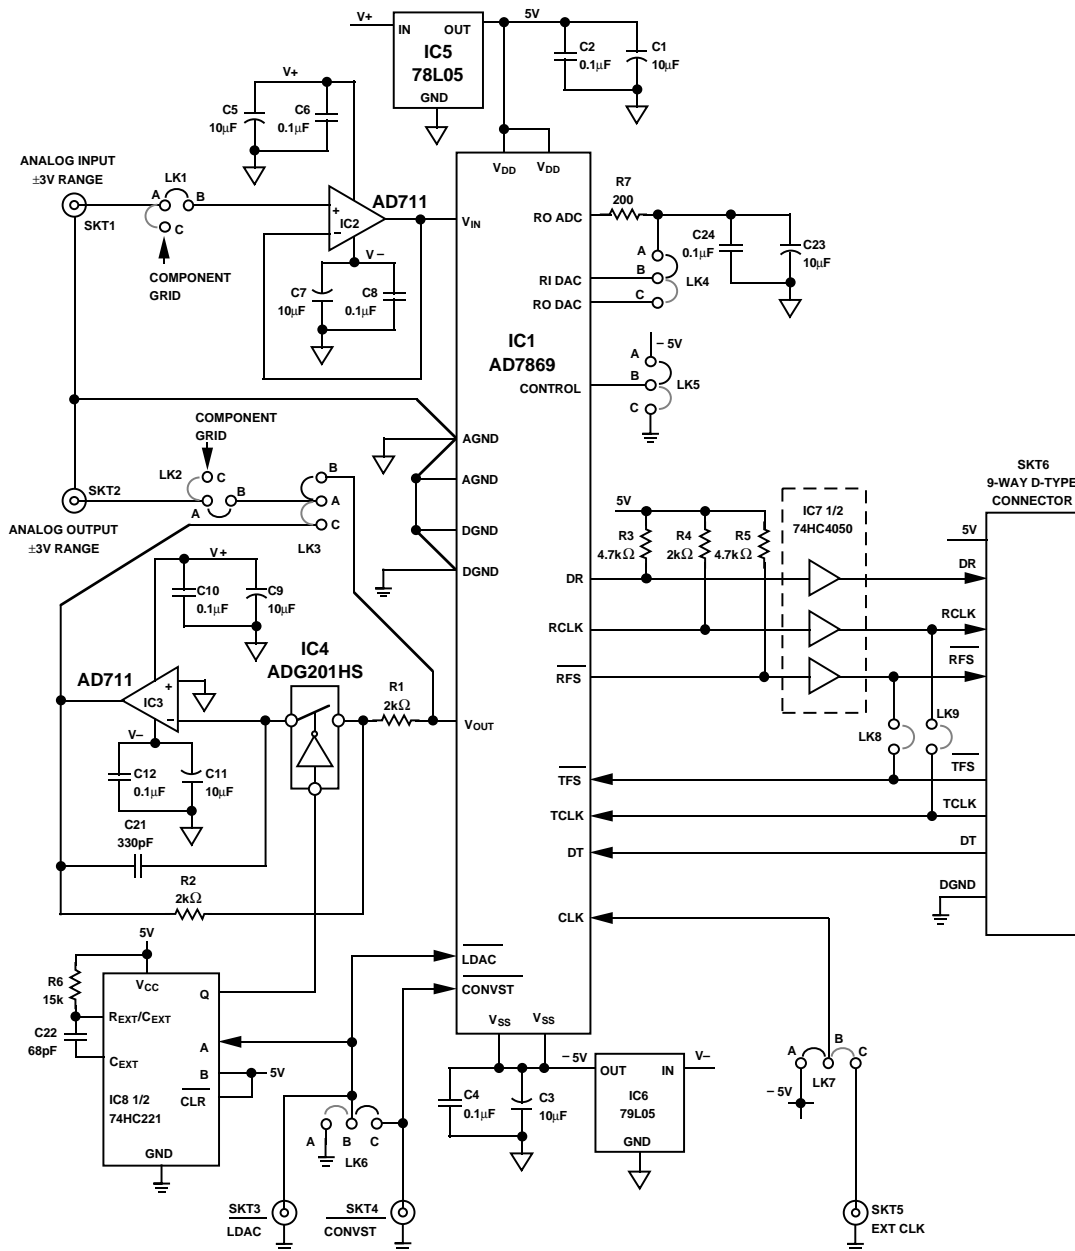 V+
IN
OUT
5V
IC5
78L05
GND
C2
0.1µF
C1
10µF
V+
C5
10µF
C6
0.1µF
ANALOG INPUT
±3V RANGE
LK1
A
B
C
SKT1
COMPONENT
GRID
AD711
+
IC2
−
V −
C7
10µF
C8
0.1µF
VDD
VDD
VIN
RO ADC
R7
200
RI DAC
RO DAC
A
B
C
LK4
C24
0.1µF
C23
10µF
IC1
AD7869
CONTROL
− 5V
A
B
C
LK5
AGND
AGND
DGND
DGND
COMPONENT
GRID
LK2
C
A
B
SKT2
ANALOG OUTPUT
±3V RANGE
B
A
C
LK3
V+
C10
0.1µF
C9
10µF
IC4
ADG201HS
AD711
+
IC3
−
V−
C12
0.1µF
C11
10µF
R1
2kΩ
VOUT
C21
330pF
R2
2kΩ
5V
R3
4.7kΩ
R4
2kΩ
R5
4.7kΩ
IC7 1/2
74HC4050
SKT6
9-WAY D-TYPE
CONNECTOR
5V
DR
DR
RCLK
RCLK
RFS
RFS
LK8
LK9
TFS
TFS
TCLK
TCLK
DT
DT
DGND
CLK
LDAC
CONVST
5V
R6
15k
C22
68pF
VCC
Q
REXT/CEXT
CEXT
A
B
5V
CLR
IC8 1/2
74HC221
GND
A
B
C
LK6
SKT3
LDAC
SKT4
CONVST
VSS
VSS
− 5V
C4
0.1µF
C3
10µF
OUT
IN
V−
IC6
79L05
GND
A
B
C
LK7
− 5V
SKT5
EXT CLK